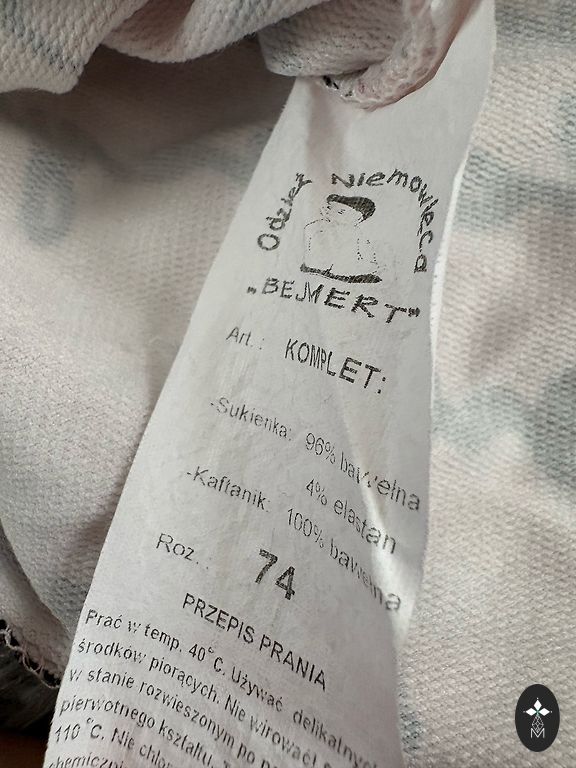 Odzież Niemowlęca
„BEJMERT”
Art.: KOMPLET:
-Sukienka: 96% bawełna
4% elastan
-Kaftanik: 100% bawełna
Roz.: 74
PRZEPIS PRANIA
Prać w temp. 40°C. Używać delikatnych
środków piorących. Nie wirować!
w stanie rozwieszonym po
pierwotnego kształtu.
110 °C. Nie
M